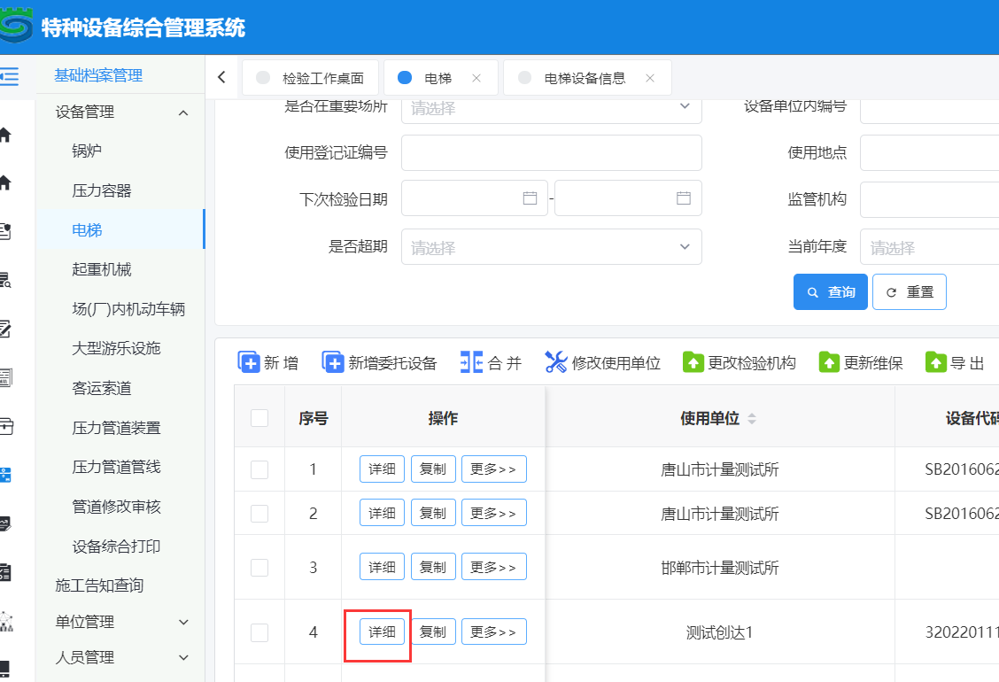 特种设备综合管理系统
基础档案管理
设备管理
锅炉
压力容器
电梯
起重机械
场(厂)内机动车辆
大型游乐设施
客运索道
压力管道装置
压力管道管线
管道修改审核
设备综合打印
施工告知查询
单位管理
人员管理
检验工作桌面 电梯 电梯设备信息
是否在重要场所 请选择 设备单位内编号
使用登记证编号 使用地点
下次检验日期 - 监管机构
是否超期 请选择 当前年度 请选择
查询 重置
新 增 新增委托设备 合 并 修改使用单位 更改检验机构 更新维保 导 出
序号 操作 使用单位 设备代码
1 详细 复制 更多>> 唐山市计量测试所 SB2016062
2 详细 复制 更多>> 唐山市计量测试所 SB2016062
3 详细 复制 更多>> 邯郸市计量测试所
4 详细 复制 更多>> 测试创达1 320220111